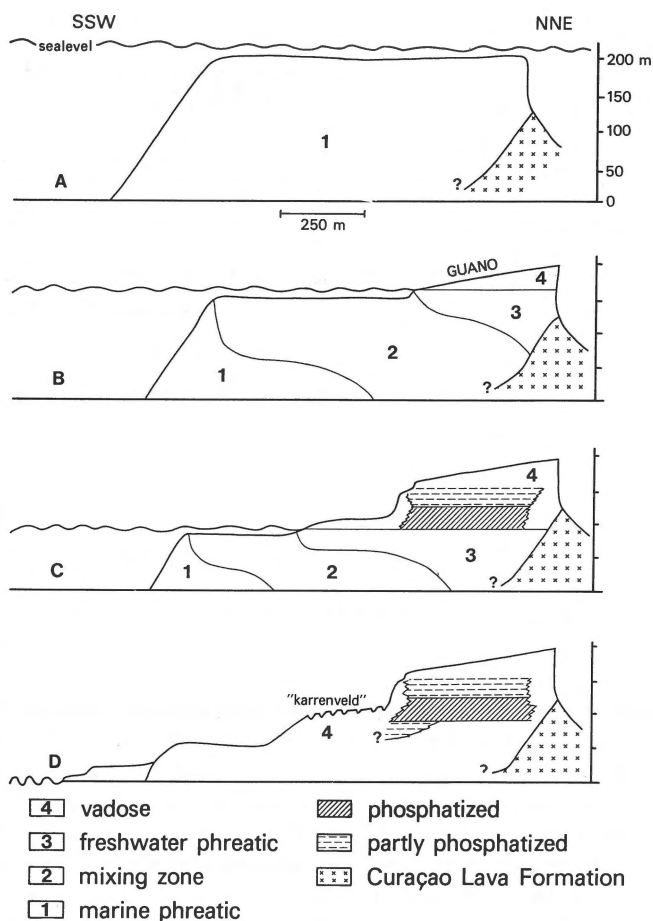 SSW
NNE
sealevel
200 m
150
100
50
0
1
?
A
250 m
GUANO
4
3
2
1
?
B
4
3
2
1
?
C
"karrenveld"
4
?
?
D
4 vadose
3 freshwater phreatic
2 mixing zone
1 marine phreatic
phosphatized
partly phosphatized
Curaçao Lava Formation